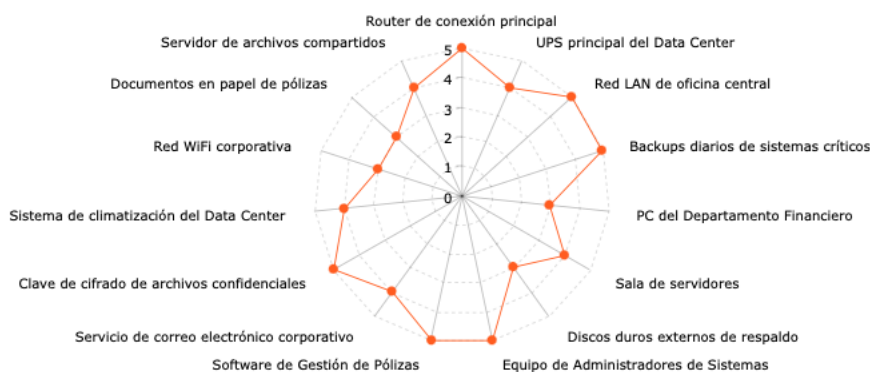 Router de conexión principal
Servidor de archivos compartidos
UPS principal del Data Center
Documentos en papel de pólizas
Red LAN de oficina central
Red WiFi corporativa
Backups diarios de sistemas críticos
Sistema de climatización del Data Center
PC del Departamento Financiero
Clave de cifrado de archivos confidenciales
Sala de servidores
Servicio de correo electrónico corporativo
Discos duros externos de respaldo
Software de Gestión de Pólizas
Equipo de Administradores de Sistemas
5
4
3
2
1
0